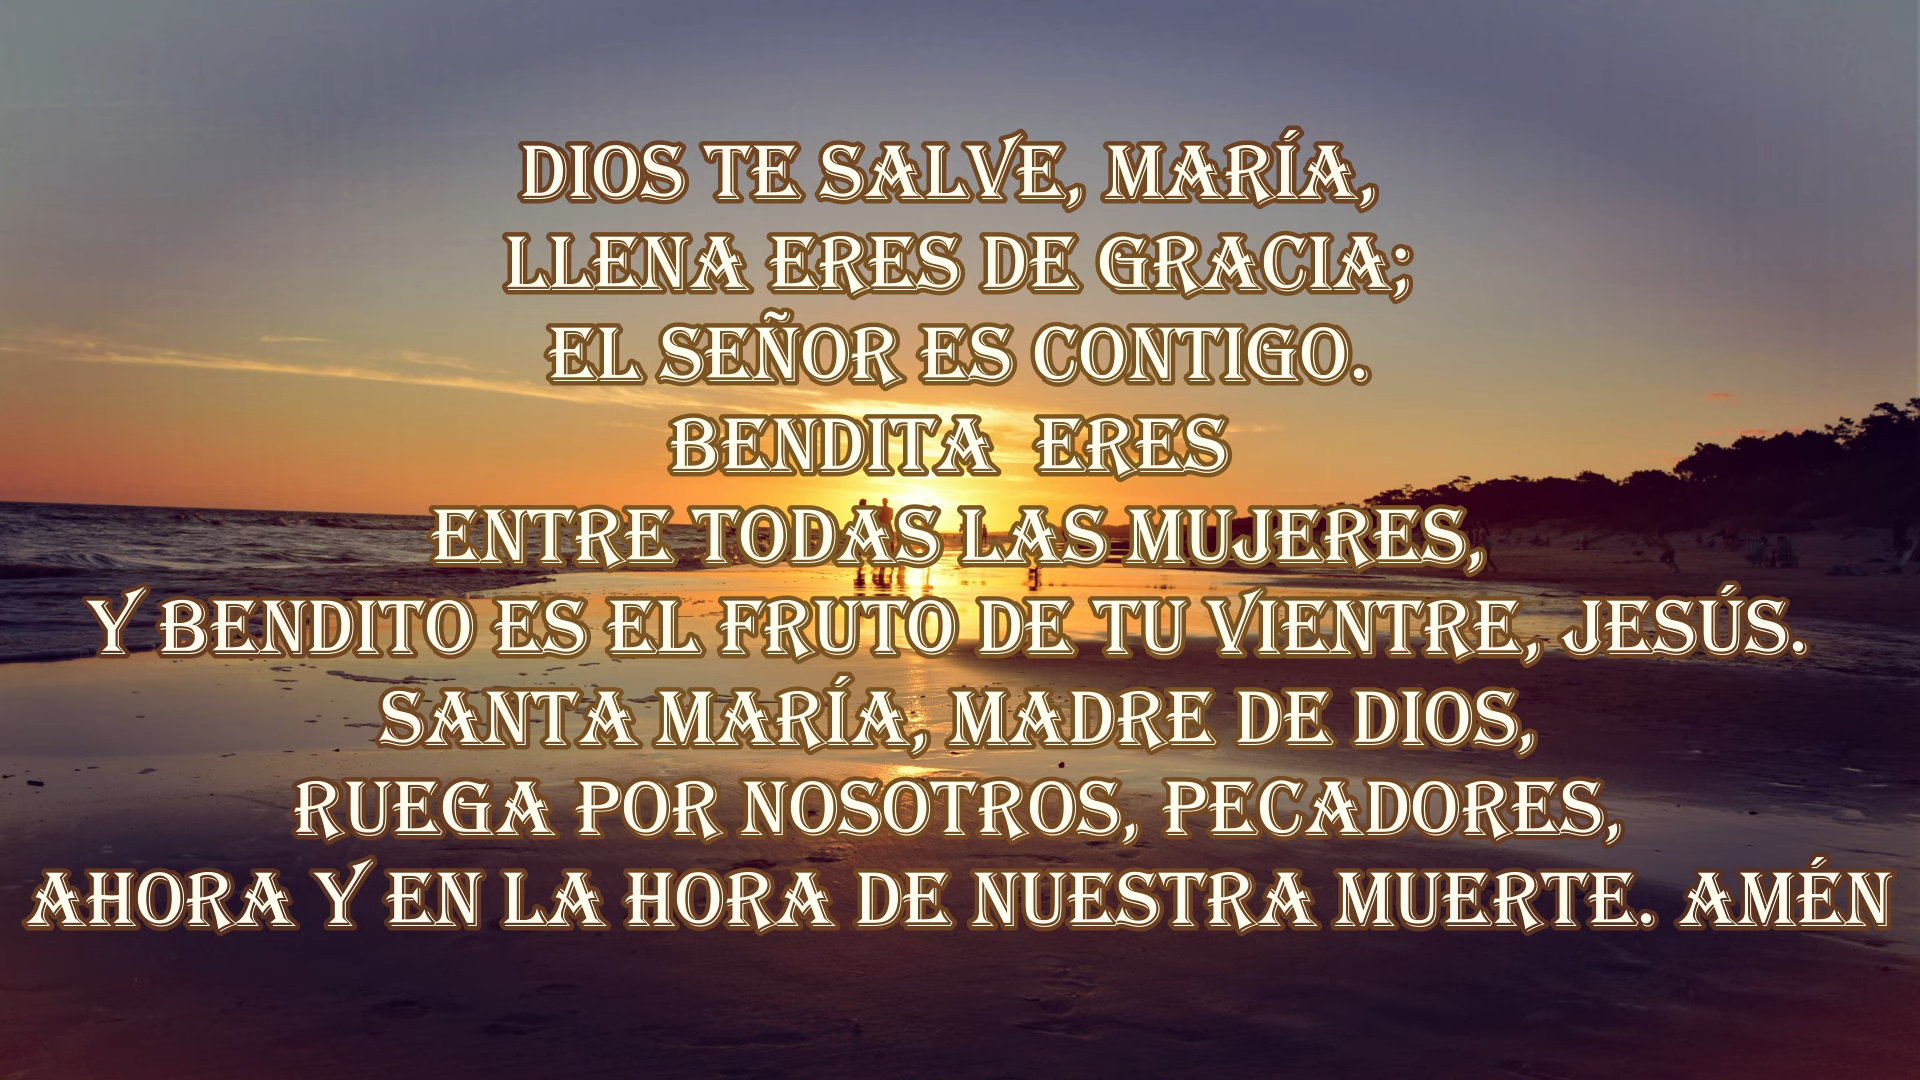 DIOS TE SALVE, MARÍA,
LLENA ERES DE GRACIA;
EL SEÑOR ES CONTIGO.
BENDITA  ERES
ENTRE TODAS LAS MUJERES,
Y BENDITO ES EL FRUTO DE TU VIENTRE, JESÚS.
SANTA MARÍA, MADRE DE DIOS,
RUEGA POR NOSOTROS, PECADORES,
AHORA Y EN LA HORA DE NUESTRA MUERTE. AMÉN